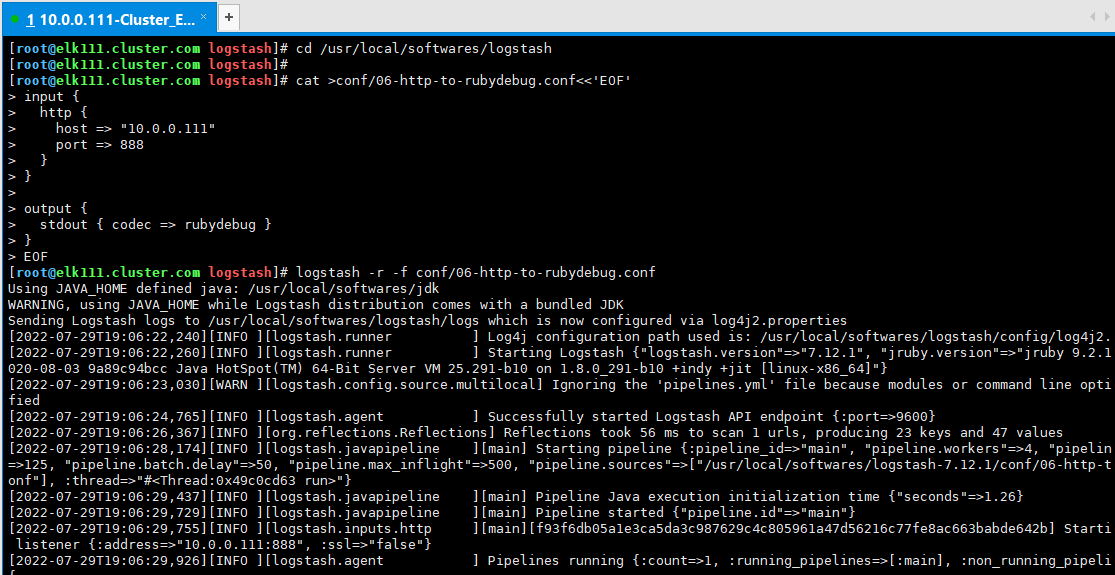 1 10.0.0.111-Cluster_E... × +
[root@elk111.cluster.com logstash]# cd /usr/local/softwares/logstash
[root@elk111.cluster.com logstash]#
[root@elk111.cluster.com logstash]# cat >conf/06-http-to-rubydebug.conf<<'EOF'
> input {
>   http {
>     host => "10.0.0.111"
>     port => 888
>   }
> }
>
> output {
>   stdout { codec => rubydebug }
> }
> EOF
[root@elk111.cluster.com logstash]# logstash -r -f conf/06-http-to-rubydebug.conf
Using JAVA_HOME defined java: /usr/local/softwares/jdk
WARNING, using JAVA_HOME while Logstash distribution comes with a bundled JDK
Sending Logstash logs to /usr/local/softwares/logstash/logs which is now configured via log4j2.properties
[2022-07-29T19:06:22,240][INFO ][logstash.runner          ] Log4j configuration path used is: /usr/local/softwares/logstash/config/log4j2.
[2022-07-29T19:06:22,260][INFO ][logstash.runner          ] Starting Logstash {"logstash.version"=>"7.12.1", "jruby.version"=>"jruby 9.2.1
020-08-03 9a89c94bcc Java HotSpot(TM) 64-Bit Server VM 25.291-b10 on 1.8.0_291-b10 +indy +jit [linux-x86_64]"}
[2022-07-29T19:06:23,030][WARN ][logstash.config.source.multilocal] Ignoring the 'pipelines.yml' file because modules or command line opti
fied
[2022-07-29T19:06:24,765][INFO ][logstash.agent           ] Successfully started Logstash API endpoint {:port=>9600}
[2022-07-29T19:06:26,367][INFO ][org.reflections.Reflections] Reflections took 56 ms to scan 1 urls, producing 23 keys and 47 values
[2022-07-29T19:06:28,174][INFO ][logstash.javapipeline    ][main] Starting pipeline {:pipeline_id=>"main", "pipeline.workers"=>4, "pipelin
=>125, "pipeline.batch.delay"=>50, "pipeline.max_inflight"=>500, "pipeline.sources"=>["/usr/local/softwares/logstash-7.12.1/conf/06-http-t
onf"], :thread=>"#<Thread:0x49c0cd63 run>"}
[2022-07-29T19:06:29,437][INFO ][logstash.javapipeline    ][main] Pipeline Java execution initialization time {"seconds"=>1.26}
[2022-07-29T19:06:29,729][INFO ][logstash.javapipeline    ][main] Pipeline started {"pipeline.id"=>"main"}
[2022-07-29T19:06:29,755][INFO ][logstash.inputs.http     ][main][f93f6db05a1e3ca5da3c987629c4c805961a47d56216c77fe8ac663babde642b] Starti
 listener {:address=>"10.0.0.111:888", :ssl=>"false"}
[2022-07-29T19:06:29,926][INFO ][logstash.agent           ] Pipelines running {:count=>1, :running_pipelines=>[:main], :non_running_pipeli